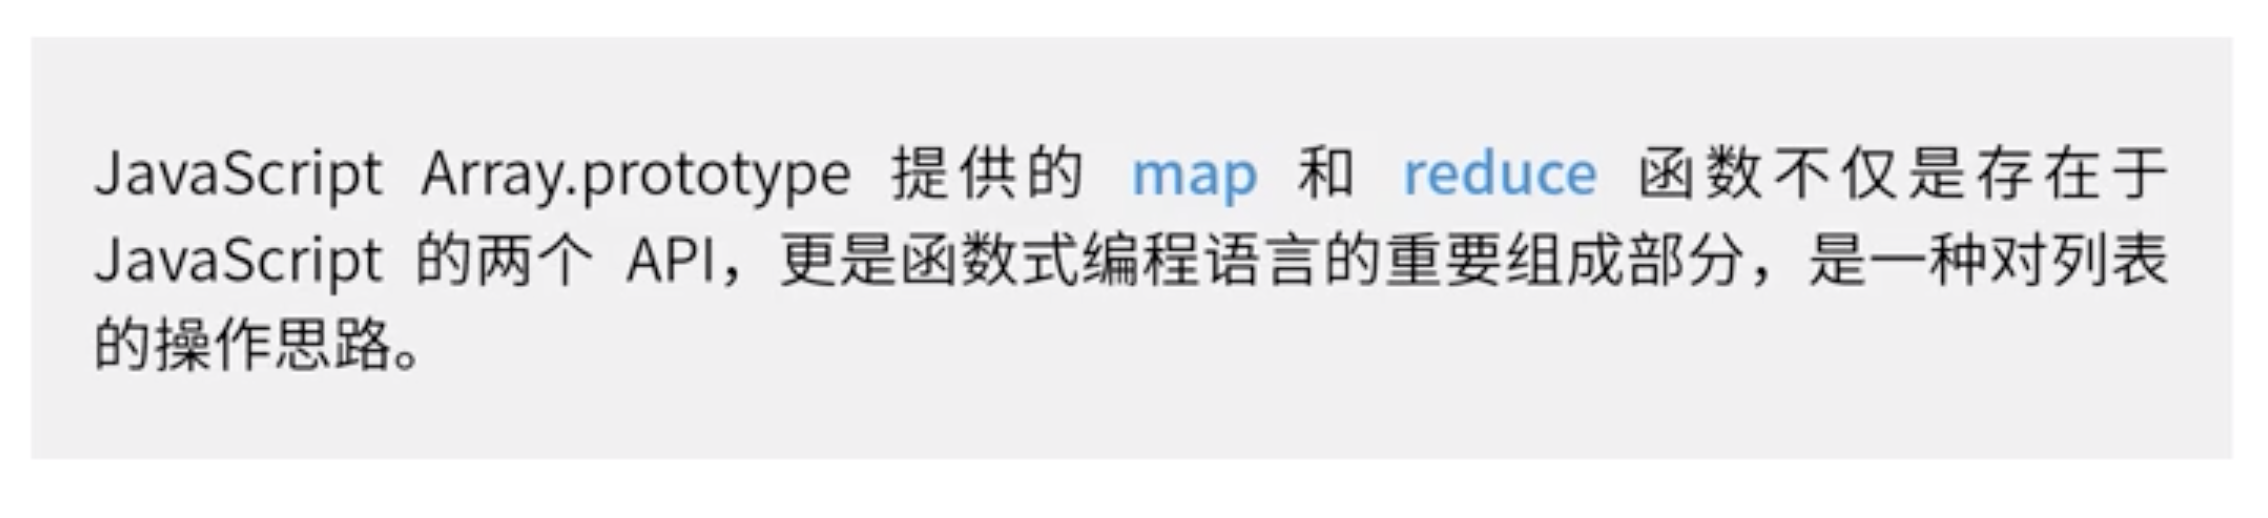 JavaScript Array.prototype 提供的 map 和 reduce 函数不仅是存在于
JavaScript 的两个 API，更是函数式编程语言的重要组成部分，是一种对列表
的操作思路。